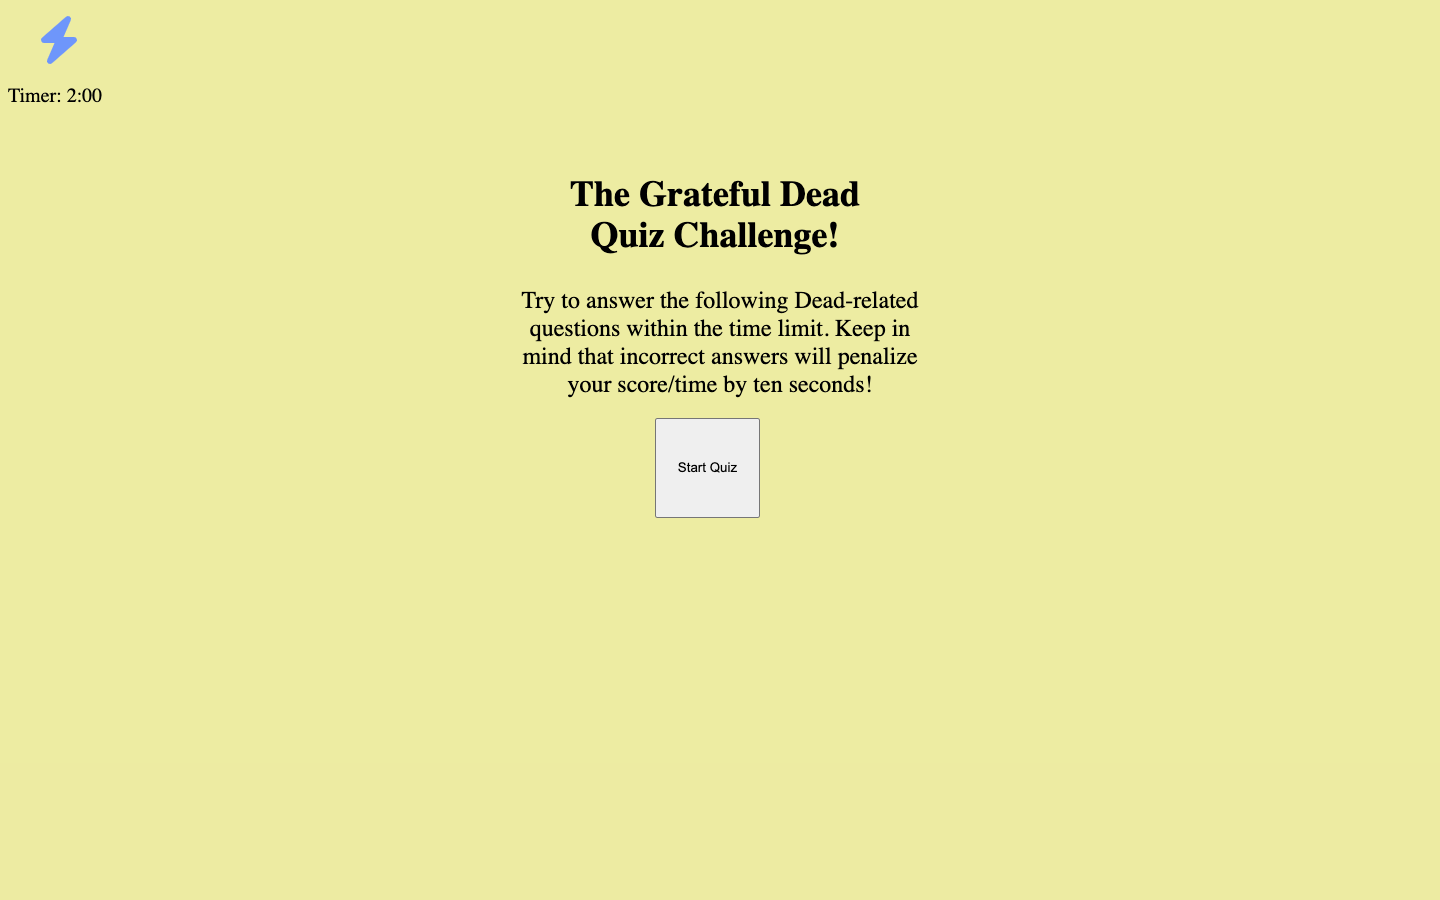 Timer: 2:00
The Grateful Dead
Quiz Challenge!
Try to answer the following Dead-related
questions within the time limit. Keep in
mind that incorrect answers will penalize
your score/time by ten seconds!
Start Quiz